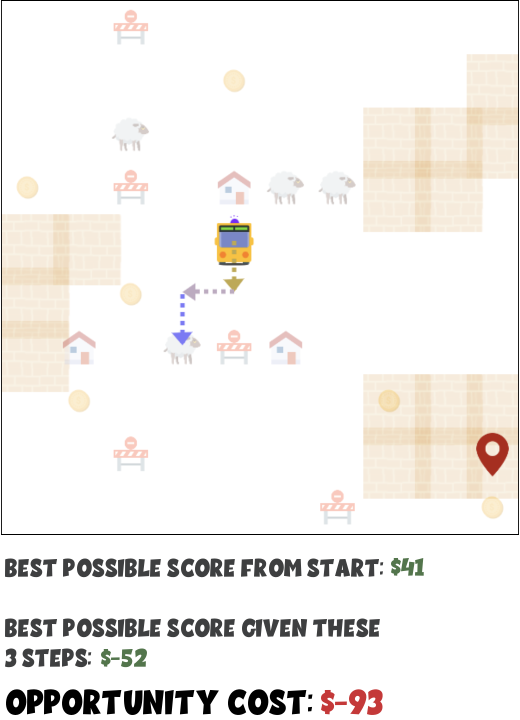 BEST POSSIBLE SCORE FROM START: $41
BEST POSSIBLE SCORE GIVEN THESE
3 STEPS: $-52
OPPORTUNITY COST: $-93